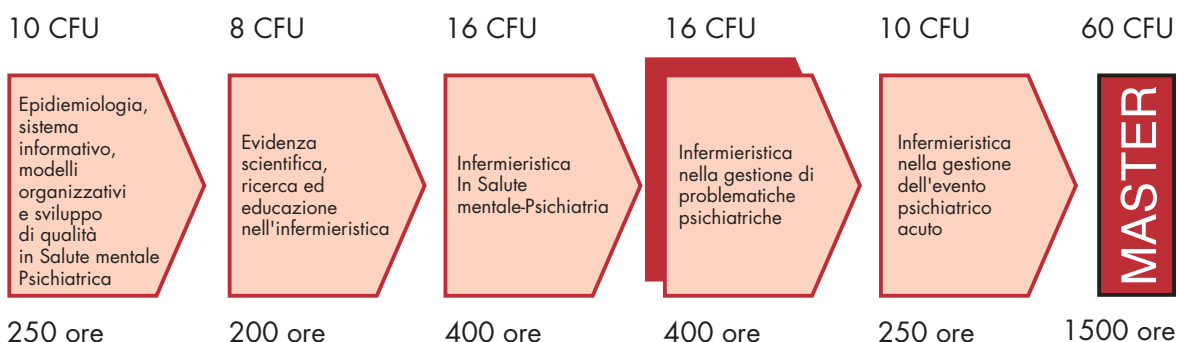 10 CFU
8 CFU
16 CFU
16 CFU
10 CFU
60 CFU
Epidemiologia,
sistema
informativo,
modelli
organizzativi
e sviluppo
di qualità
in Salute mentale
Psichiatrica
Evidenza
scientifica,
ricerca ed
educazione
nell'infermieristica
Infermieristica
In Salute
mentale-Psichiatria
Infermieristica
nella gestione di
problematiche
psichiatriche
Infermieristica
nella gestione
dell'evento
psichiatrico
acuto
MASTER
250 ore
200 ore
400 ore
400 ore
250 ore
1500 ore